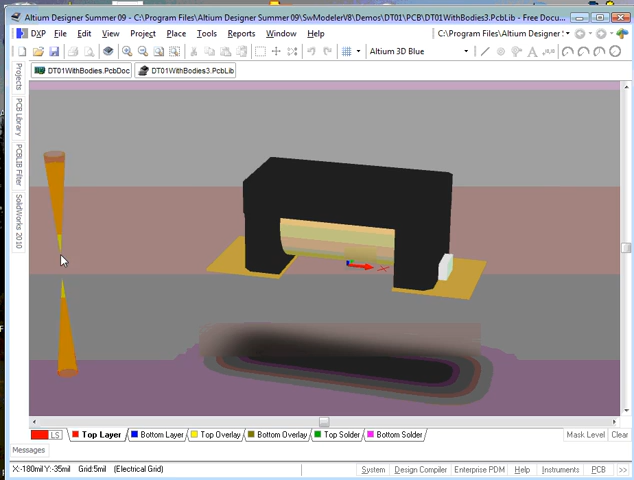 Altium Designer Summer 09 - C:\Program Files\Altium Designer Summer 09\SwModelerV8\Demos\DT01\PCB\DT01WithBodies3.PcbLib - Free Docu...
DXP File Edit View Project Place Tools Reports Window Help C:\Program Files\Altium Designer S
Altium 3D Blue
DT01WithBodies.PcbDoc DT01WithBodies3.PcbLib
Projects
PCB Library
PCBLIB Filter
SolidWorks 2010
LS Top Layer Bottom Layer Top Overlay Bottom Overlay Top Solder Bottom Solder Mask Level Clear
Messages
X:-180mil Y:-35mil Grid:5mil (Electrical Grid) System Design Compiler Enterprise PDM Help Instruments PCB >>